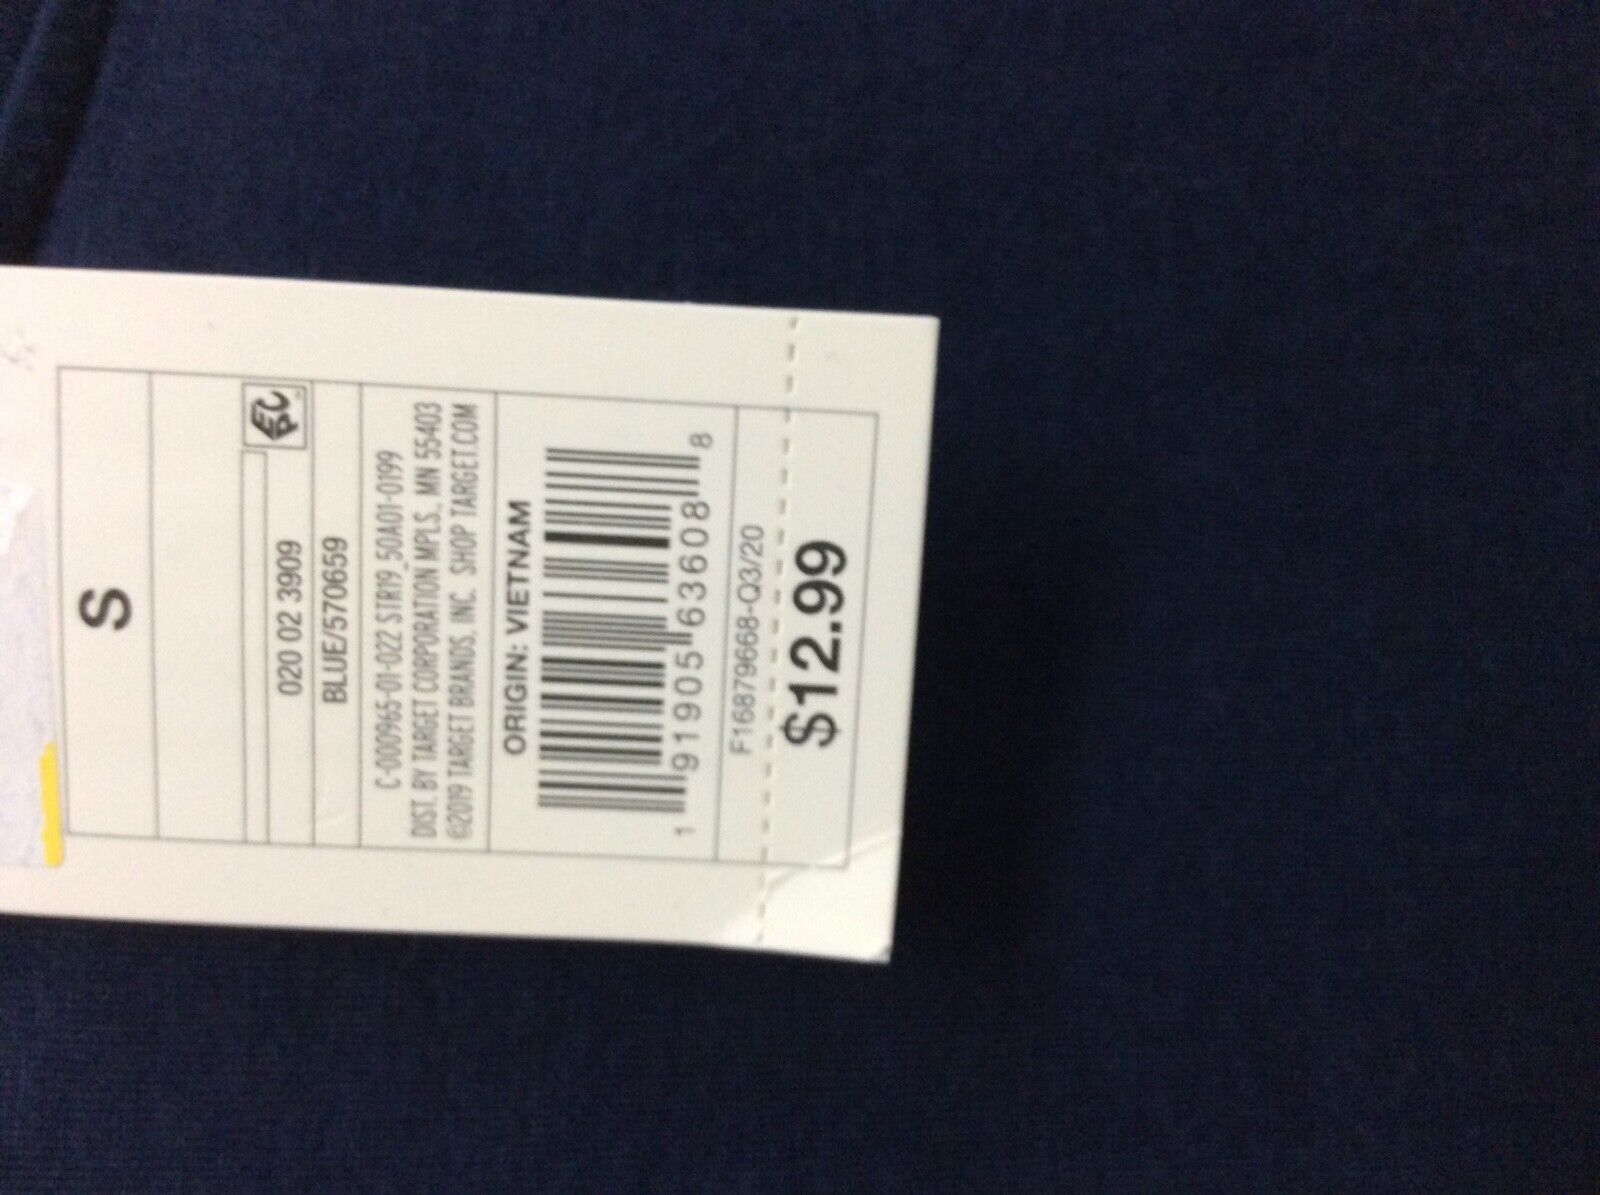 S
EPC
020 02 3909
BLUE/570659
C-000965-01-022 STR19_50A01-0199
DIST. BY TARGET CORPORATION MPLS., MN 55403
©2019 TARGET BRANDS, INC. SHOP TARGET.COM
ORIGIN: VIETNAM
1 91905 63608 8
F16879668-Q3/20
$12.99